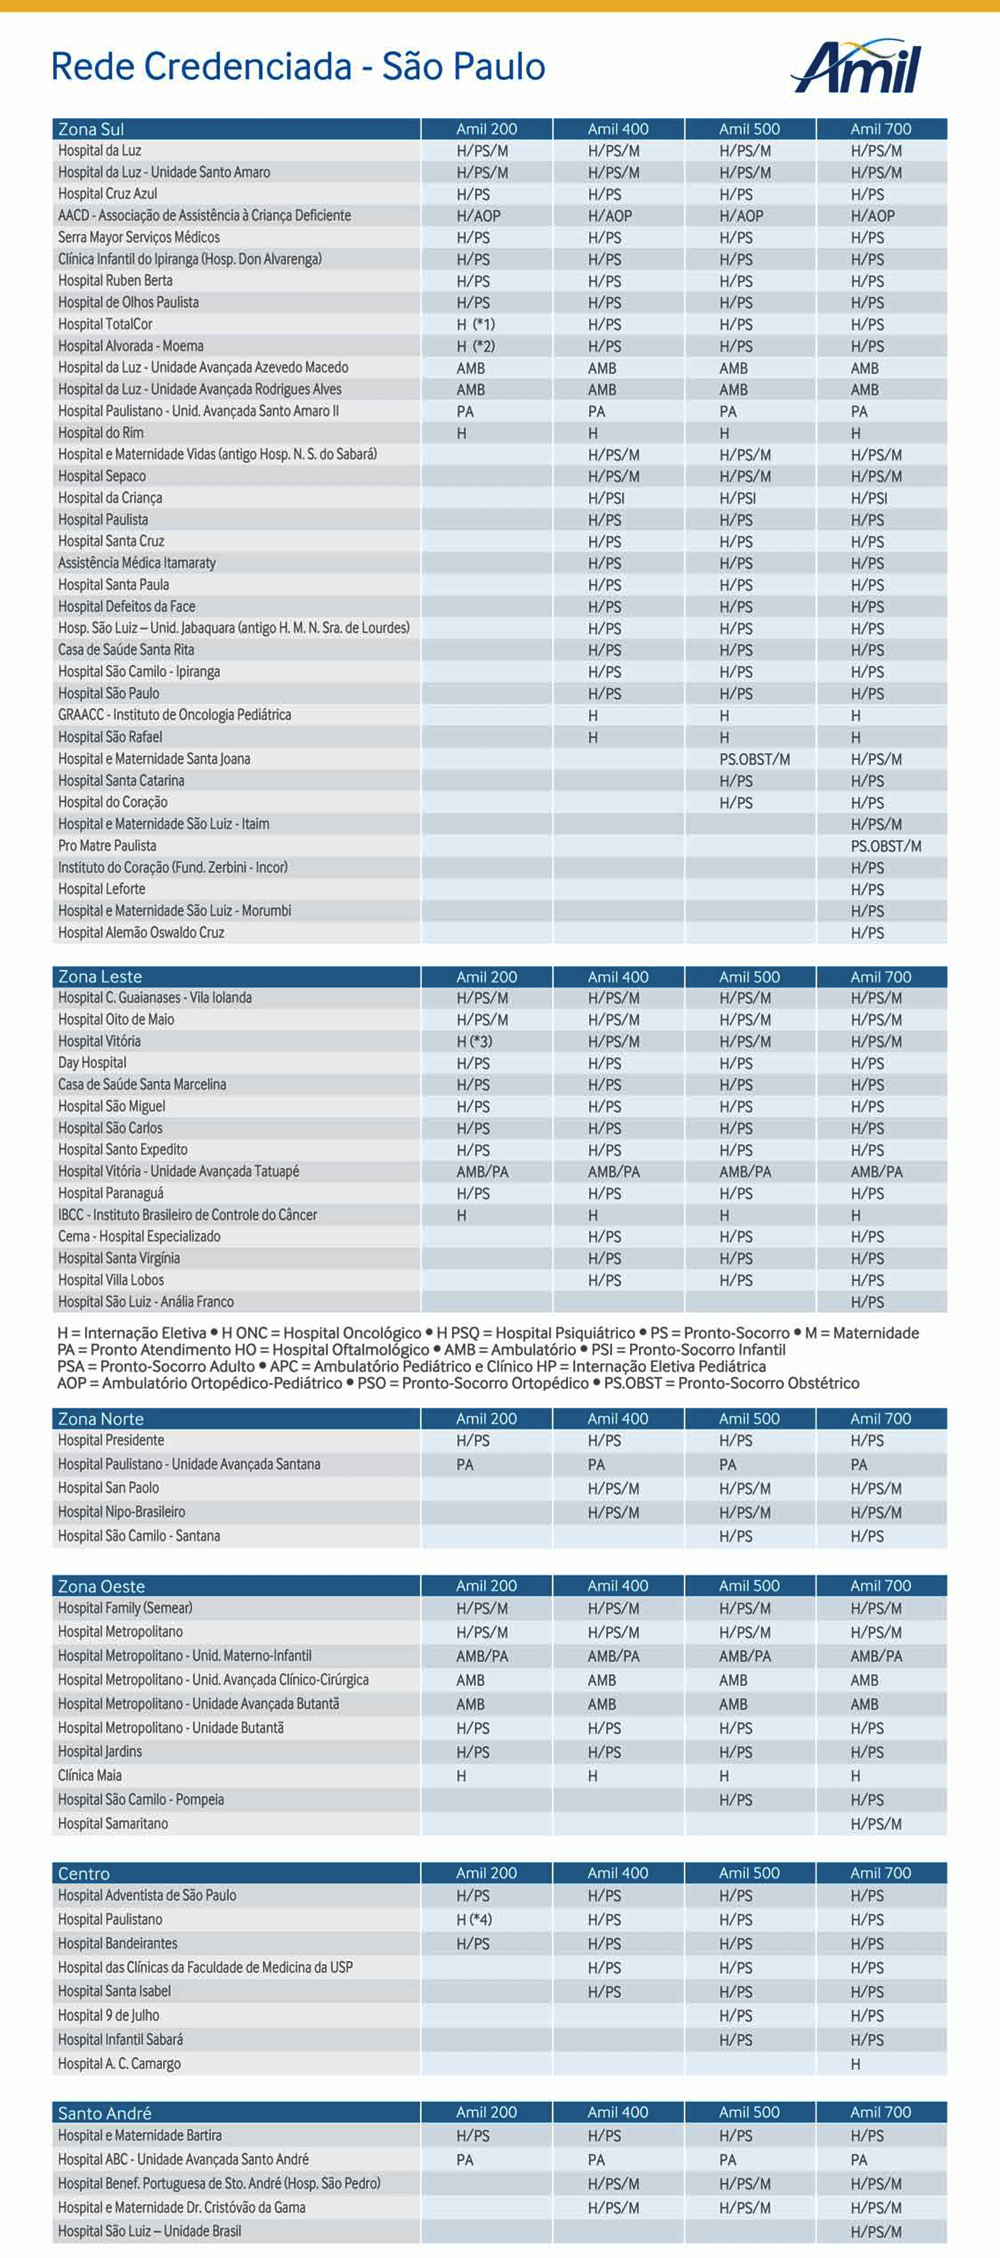 Rede Credenciada - São Paulo
Amil
Zona Sul Amil 200 Amil 400 Amil 500 Amil 700
Hospital da Luz H/PS/M H/PS/M H/PS/M H/PS/M
Hospital da Luz - Unidade Santo Amaro H/PS/M H/PS/M H/PS/M H/PS/M
Hospital Cruz Azul H/PS H/PS H/PS H/PS
AACD - Associação de Assistência à Criança Deficiente H/AOP H/AOP H/AOP H/AOP
Serra Mayor Serviços Médicos H/PS H/PS H/PS H/PS
Clínica Infantil do Ipiranga (Hosp. Don Alvarenga) H/PS H/PS H/PS H/PS
Hospital Ruben Berta H/PS H/PS H/PS H/PS
Hospital de Olhos Paulista H/PS H/PS H/PS H/PS
Hospital TotalCor H (*1) H/PS H/PS H/PS
Hospital Alvorada - Moema H (*2) H/PS H/PS H/PS
Hospital da Luz - Unidade Avançada Azevedo Macedo AMB AMB AMB AMB
Hospital da Luz - Unidade Avançada Rodrigues Alves AMB AMB AMB AMB
Hospital Paulistano - Unid. Avançada Santo Amaro II PA PA PA PA
Hospital do Rim H H H H
Hospital e Maternidade Vidas (antigo Hosp. N. S. do Sabará) H/PS/M H/PS/M H/PS/M
Hospital Sepaco H/PS/M H/PS/M H/PS/M
Hospital da Criança H/PSI H/PSI H/PSI
Hospital Paulista H/PS H/PS H/PS
Hospital Santa Cruz H/PS H/PS H/PS
Assistência Médica Itamaraty H/PS H/PS H/PS
Hospital Santa Paula H/PS H/PS H/PS
Hospital Defeitos da Face H/PS H/PS H/PS
Hosp. São Luiz – Unid. Jabaquara (antigo H. M. N. Sra. de Lourdes) H/PS H/PS H/PS
Casa de Saúde Santa Rita H/PS H/PS H/PS
Hospital São Camilo - Ipiranga H/PS H/PS H/PS
Hospital São Paulo H/PS H/PS H/PS
GRAACC - Instituto de Oncologia Pediátrica H H H
Hospital São Rafael H H H
Hospital e Maternidade Santa Joana PS.OBST/M H/PS/M
Hospital Santa Catarina H/PS H/PS
Hospital do Coração H/PS H/PS
Hospital e Maternidade São Luiz - Itaim H/PS/M
Pro Matre Paulista PS.OBST/M
Instituto do Coração (Fund. Zerbini - Incor) H/PS
Hospital Leforte H/PS
Hospital e Maternidade São Luiz - Morumbi H/PS
Hospital Alemão Oswaldo Cruz H/PS
Zona Leste Amil 200 Amil 400 Amil 500 Amil 700
Hospital C. Guaianases - Vila Iolanda H/PS/M H/PS/M H/PS/M H/PS/M
Hospital Oito de Maio H/PS/M H/PS/M H/PS/M H/PS/M
Hospital Vitória H (*3) H/PS/M H/PS/M H/PS/M
Day Hospital H/PS H/PS H/PS H/PS
Casa de Saúde Santa Marcelina H/PS H/PS H/PS H/PS
Hospital São Miguel H/PS H/PS H/PS H/PS
Hospital São Carlos H/PS H/PS H/PS H/PS
Hospital Santo Expedito H/PS H/PS H/PS H/PS
Hospital Vitória - Unidade Avançada Tatuapé AMB/PA AMB/PA AMB/PA AMB/PA
Hospital Paranaguá H/PS H/PS H/PS H/PS
IBCC - Instituto Brasileiro de Controle do Câncer H H H H
Cema - Hospital Especializado H/PS H/PS H/PS
Hospital Santa Virgínia H/PS H/PS H/PS
Hospital Villa Lobos H/PS H/PS H/PS
Hospital São Luiz - Anália Franco H/PS
H = Internação Eletiva • H ONC = Hospital Oncológico • H PSQ = Hospital Psiquiátrico • PS = Pronto-Socorro • M = Maternidade
PA = Pronto Atendimento HO = Hospital Oftalmológico • AMB = Ambulatório • PSI = Pronto-Socorro Infantil
PSA = Pronto-Socorro Adulto • APC = Ambulatório Pediátrico e Clínico HP = Internação Eletiva Pediátrica
AOP = Ambulatório Ortopédico-Pediátrico • PSO = Pronto-Socorro Ortopédico • PS.OBST = Pronto-Socorro Obstétrico
Zona Norte Amil 200 Amil 400 Amil 500 Amil 700
Hospital Presidente H/PS H/PS H/PS H/PS
Hospital Paulistano - Unidade Avançada Santana PA PA PA PA
Hospital San Paolo H/PS/M H/PS/M H/PS/M
Hospital Nipo-Brasileiro H/PS/M H/PS/M H/PS/M
Hospital São Camilo - Santana H/PS H/PS
Zona Oeste Amil 200 Amil 400 Amil 500 Amil 700
Hospital Family (Semear) H/PS/M H/PS/M H/PS/M H/PS/M
Hospital Metropolitano H/PS/M H/PS/M H/PS/M H/PS/M
Hospital Metropolitano - Unid. Materno-Infantil AMB/PA AMB/PA AMB/PA AMB/PA
Hospital Metropolitano - Unid. Avançada Clínico-Cirúrgica AMB AMB AMB AMB
Hospital Metropolitano - Unidade Avançada Butantã AMB AMB AMB AMB
Hospital Metropolitano - Unidade Butantã H/PS H/PS H/PS H/PS
Hospital Jardins H/PS H/PS H/PS H/PS
Clínica Maia H H H H
Hospital São Camilo - Pompeia H/PS H/PS
Hospital Samaritano H/PS/M
Centro Amil 200 Amil 400 Amil 500 Amil 700
Hospital Adventista de São Paulo H/PS H/PS H/PS H/PS
Hospital Paulistano H (*4) H/PS H/PS H/PS
Hospital Bandeirantes H/PS H/PS H/PS H/PS
Hospital das Clínicas da Faculdade de Medicina da USP H/PS H/PS H/PS
Hospital Santa Isabel H/PS H/PS H/PS
Hospital 9 de Julho H/PS H/PS
Hospital Infantil Sabará H/PS H/PS
Hospital A. C. Camargo H
Santo André Amil 200 Amil 400 Amil 500 Amil 700
Hospital e Maternidade Bartira H/PS H/PS H/PS H/PS
Hospital ABC - Unidade Avançada Santo André PA PA PA PA
Hospital Benef. Portuguesa de Sto. André (Hosp. São Pedro) H/PS/M H/PS/M H/PS/M
Hospital e Maternidade Dr. Cristóvão da Gama H/PS/M H/PS/M H/PS/M
Hospital São Luiz – Unidade Brasil H/PS/M